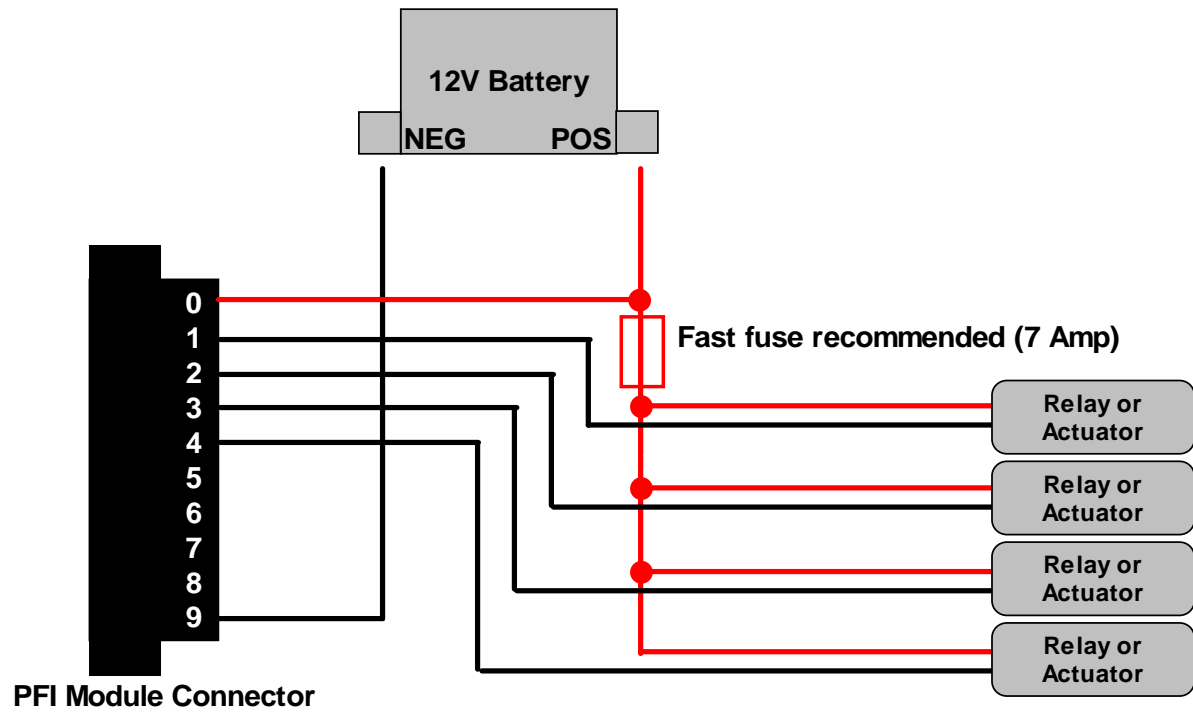 12V Battery
NEG POS
0
1
2
3
4
5
6
7
8
9
Fast fuse recommended (7 Amp)
Relay or
Actuator
Relay or
Actuator
Relay or
Actuator
Relay or
Actuator
PFI Module Connector